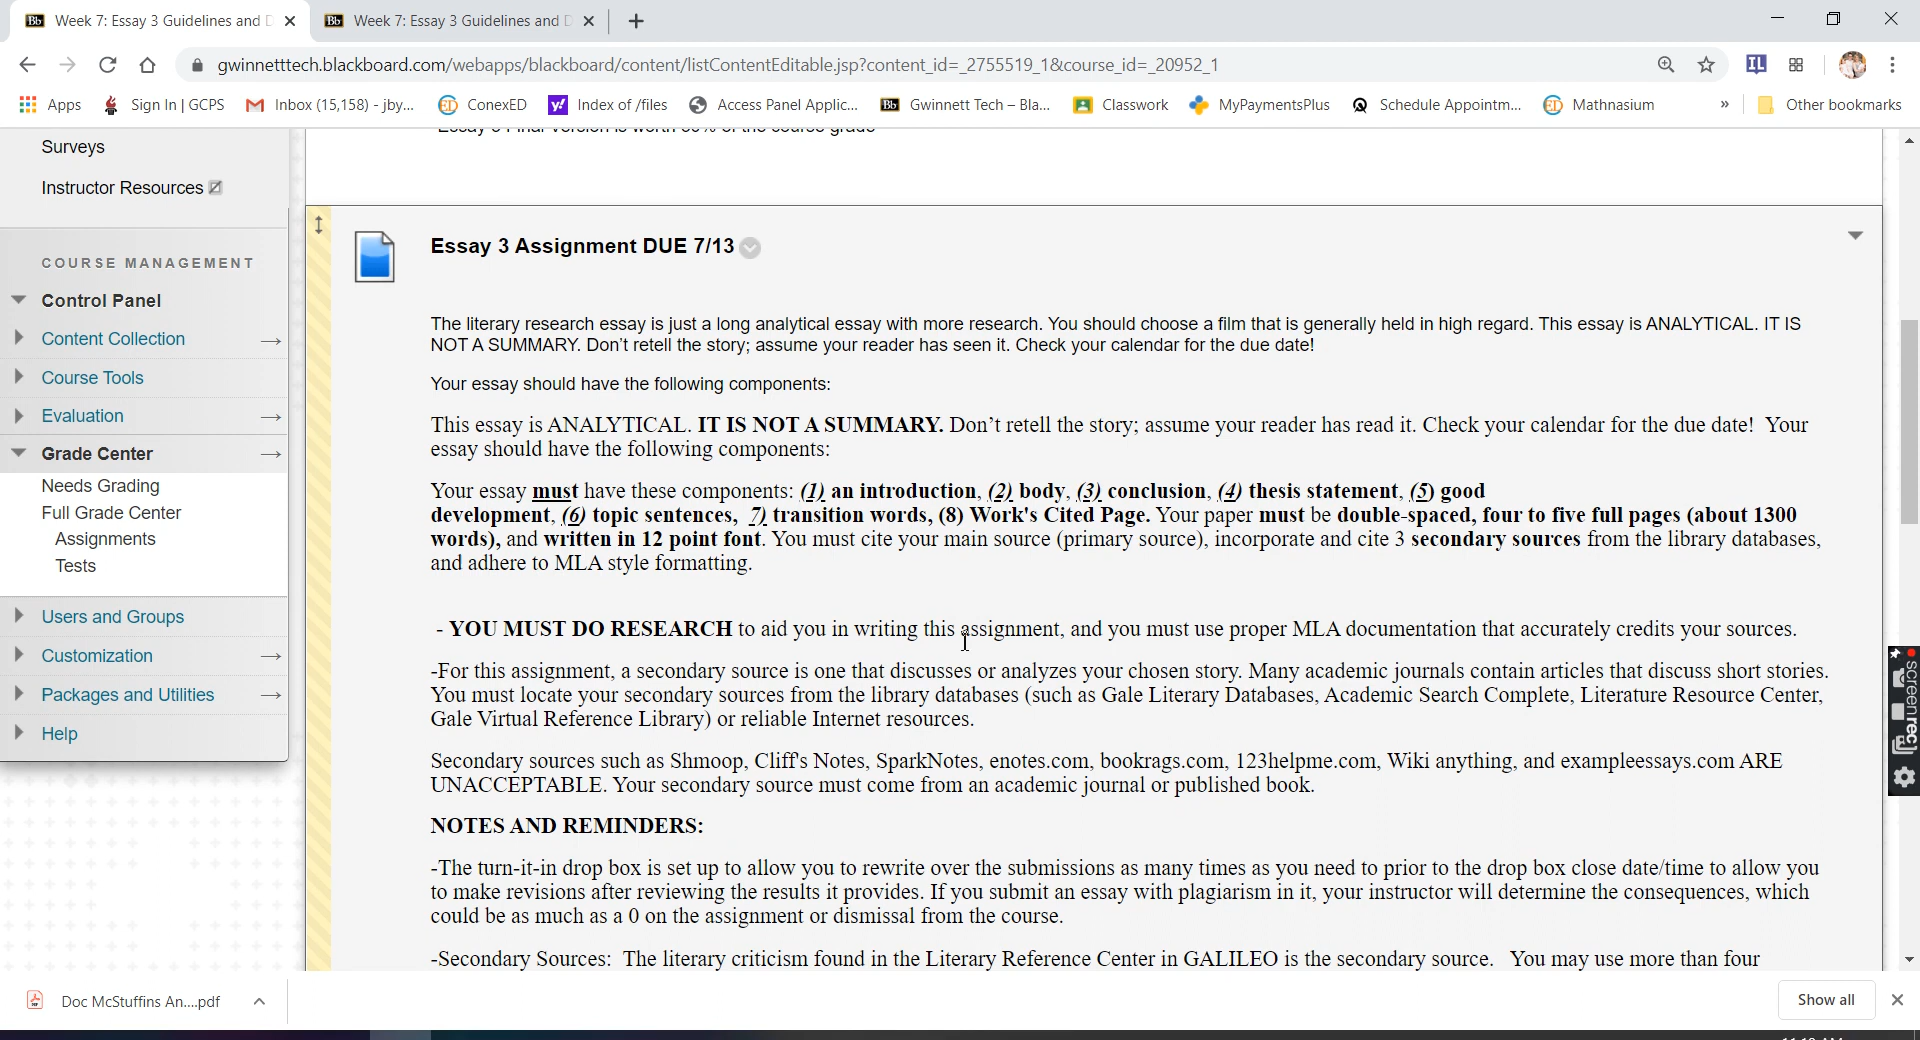 Bb Week 7: Essay 3 Guidelines and D
Bb Week 7: Essay 3 Guidelines and D
gwinnetttech.blackboard.com/webapps/blackboard/content/listContentEditable.jsp?content_id=_2755519_1&course_id=_20952_1
IL
Apps Sign In | GCPS Inbox (15,158) - jby... ConexED Index of /files Access Panel Applic... Bb Gwinnett Tech – Bla... Classwork MyPaymentsPlus Schedule Appointm... Mathnasium » Other bookmarks
Surveys
Instructor Resources
COURSE MANAGEMENT
Control Panel
Content Collection
Course Tools
Evaluation
Grade Center
Needs Grading
Full Grade Center
Assignments
Tests
Users and Groups
Customization
Packages and Utilities
Help
Essay 3 Assignment DUE 7/13
The literary research essay is just a long analytical essay with more research. You should choose a film that is generally held in high regard. This essay is ANALYTICAL. IT IS
NOT A SUMMARY. Don't retell the story; assume your reader has seen it. Check your calendar for the due date!
Your essay should have the following components:
This essay is ANALYTICAL. IT IS NOT A SUMMARY. Don't retell the story; assume your reader has read it. Check your calendar for the due date! Your
essay should have the following components:
Your essay must have these components: (1) an introduction, (2) body, (3) conclusion, (4) thesis statement, (5) good
development, (6) topic sentences, 7) transition words, (8) Work's Cited Page. Your paper must be double-spaced, four to five full pages (about 1300
words), and written in 12 point font. You must cite your main source (primary source), incorporate and cite 3 secondary sources from the library databases,
and adhere to MLA style formatting.
- YOU MUST DO RESEARCH to aid you in writing this assignment, and you must use proper MLA documentation that accurately credits your sources.
-For this assignment, a secondary source is one that discusses or analyzes your chosen story. Many academic journals contain articles that discuss short stories.
You must locate your secondary sources from the library databases (such as Gale Literary Databases, Academic Search Complete, Literature Resource Center,
Gale Virtual Reference Library) or reliable Internet resources.
Secondary sources such as Shmoop, Cliff's Notes, SparkNotes, enotes.com, bookrags.com, 123helpme.com, Wiki anything, and exampleessays.com ARE
UNACCEPTABLE. Your secondary source must come from an academic journal or published book.
NOTES AND REMINDERS:
-The turn-it-in drop box is set up to allow you to rewrite over the submissions as many times as you need to prior to the drop box close date/time to allow you
to make revisions after reviewing the results it provides. If you submit an essay with plagiarism in it, your instructor will determine the consequences, which
could be as much as a 0 on the assignment or dismissal from the course.
-Secondary Sources: The literary criticism found in the Literary Reference Center in GALILEO is the secondary source. You may use more than four
screenrec
Doc McStuffins An....pdf
Show all